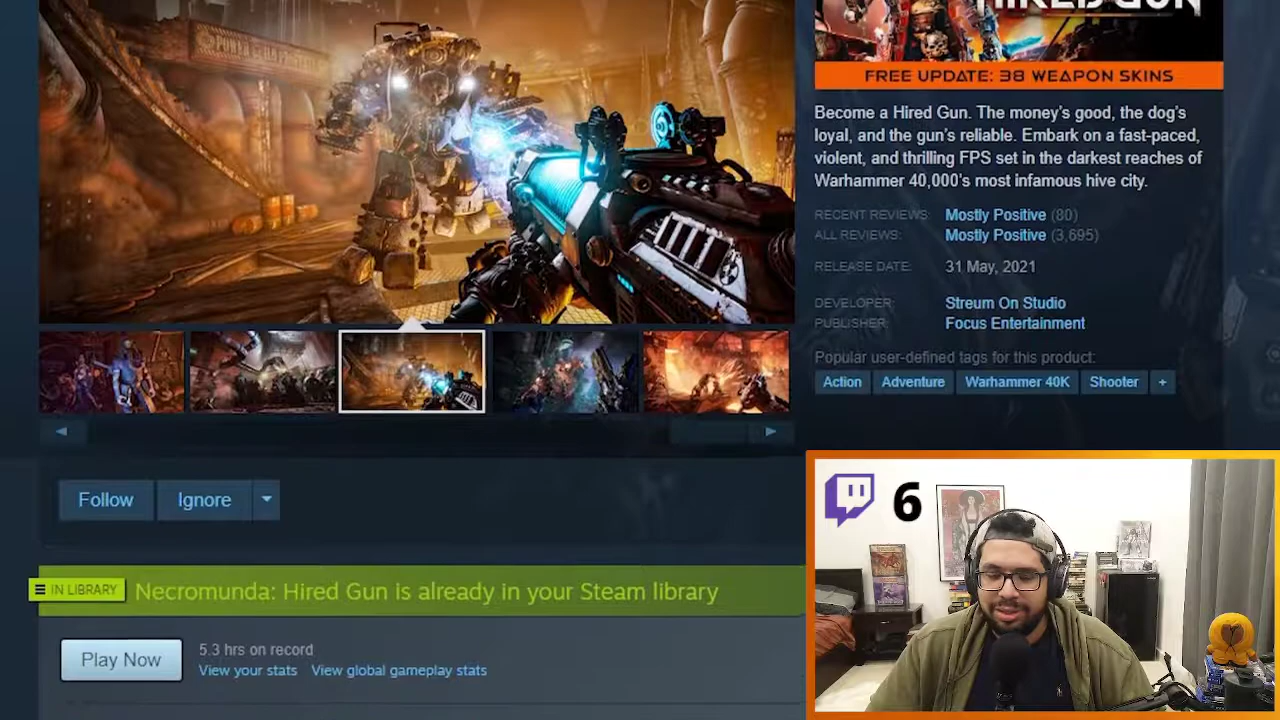 HIRED GUN
FREE UPDATE: 38 WEAPON SKINS
Become a Hired Gun. The money's good, the dog's
loyal, and the gun's reliable. Embark on a fast-paced,
violent, and thrilling FPS set in the darkest reaches of
Warhammer 40,000's most infamous hive city.
RECENT REVIEWS: Mostly Positive (80)
ALL REVIEWS: Mostly Positive (3,695)
RELEASE DATE: 31 May, 2021
DEVELOPER: Streum On Studio
PUBLISHER: Focus Entertainment
Popular user-defined tags for this product:
Action Adventure Warhammer 40K Shooter +
Follow Ignore
IN LIBRARY Necromunda: Hired Gun is already in your Steam library
Play Now
5.3 hrs on record
View your stats View global gameplay stats
6